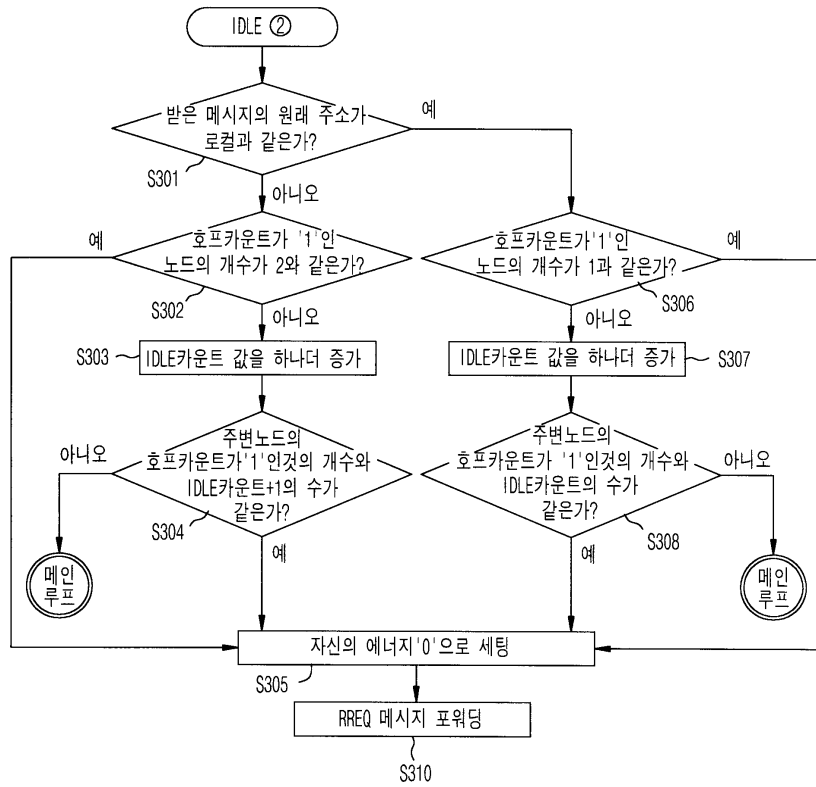 IDLE ②
받은 메시지의 원래 주소가
로컬과 같은가?
예
S301
아니오
예
호프카운트가 '1'인
노드의 개수가 2와 같은가?
S302
아니오
호프카운트가'1'인
노드의 개수가 1과 같은가?
예
S306
아니오
S303
IDLE카운트 값을 하나더 증가
IDLE카운트 값을 하나더 증가
S307
아니오
주변노드의
호프카운트가'1'인것의 개수와
IDLE카운트+1의 수가
같은가?
S304
예
주변노드의
호프카운트가 '1'인것의 개수와
IDLE카운트의 수가
같은가?
아니오
S308
예
메인
루프
메인
루프
자신의 에너지'0'으로 세팅
S305
RREQ 메시지 포워딩
S310